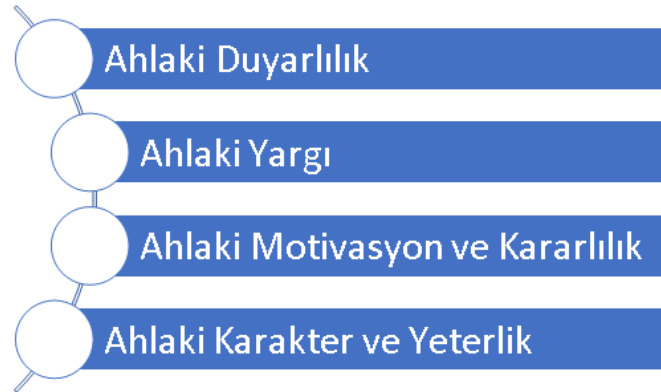 Ahlaki Duyarlılık
Ahlaki Yargı
Ahlaki Motivasyon ve Kararlılık
Ahlaki Karakter ve Yeterlik